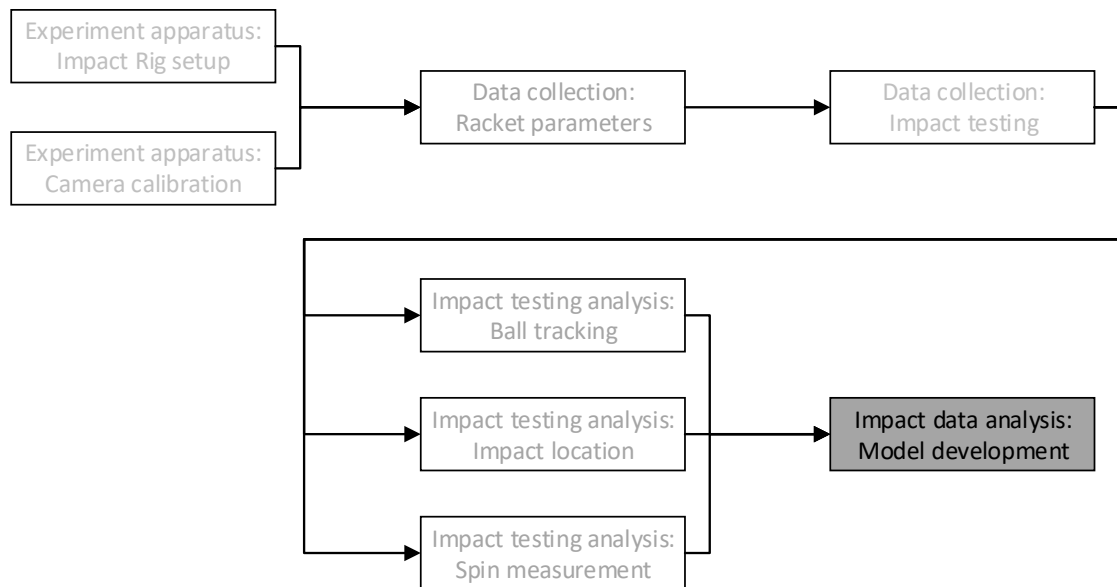 Experiment apparatus:
Impact Rig setup
Experiment apparatus:
Camera calibration
Data collection:
Racket parameters
Data collection:
Impact testing
Impact testing analysis:
Ball tracking
Impact testing analysis:
Impact location
Impact testing analysis:
Spin measurement
Impact data analysis:
Model development